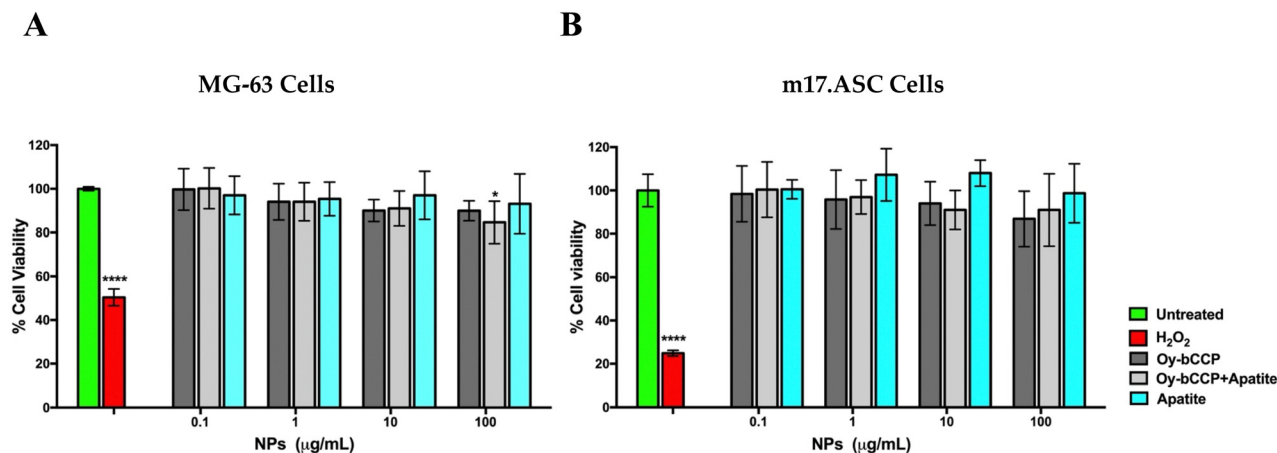 A
B
MG-63 Cells
m17.ASC Cells
% Cell Viability
120
100
80
60
40
20
0
****
*
0.1
1
10
100
NPs (μg/mL)
% Cell viability
120
100
80
60
40
20
0
****
0.1
1
10
100
NPs (μg/mL)
Untreated
H₂O₂
Oy-bCCP
Oy-bCCP+Apatite
Apatite